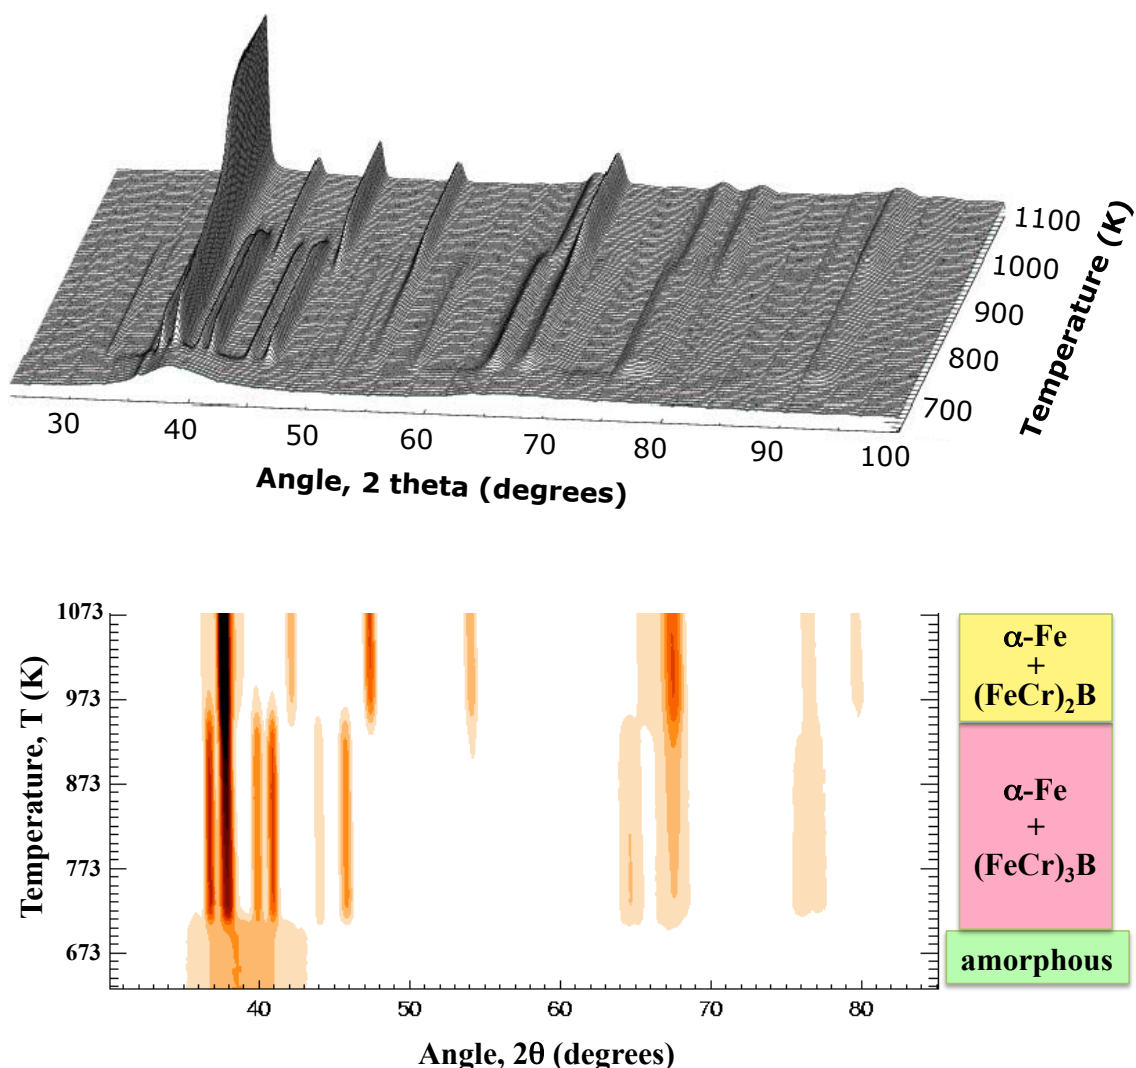 1100
1000
900
800
700
Temperature (K)
30 40 50 60 70 80 90 100
Angle, 2 theta (degrees)
1073
973
873
773
673
Temperature, T (K)
α-Fe
+
(FeCr)₂B
α-Fe
+
(FeCr)₃B
amorphous
40 50 60 70 80
Angle, 2θ (degrees)